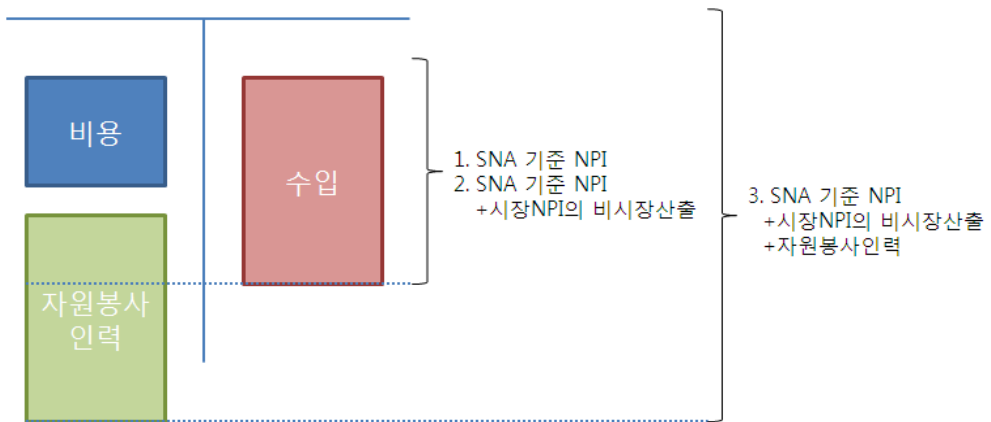 비용
수입
자원봉사
인력
1. SNA 기준 NPI
2. SNA 기준 NPI
+시장NPI의 비시장산출
3. SNA 기준 NPI
+시장NPI의 비시장산출
+자원봉사인력